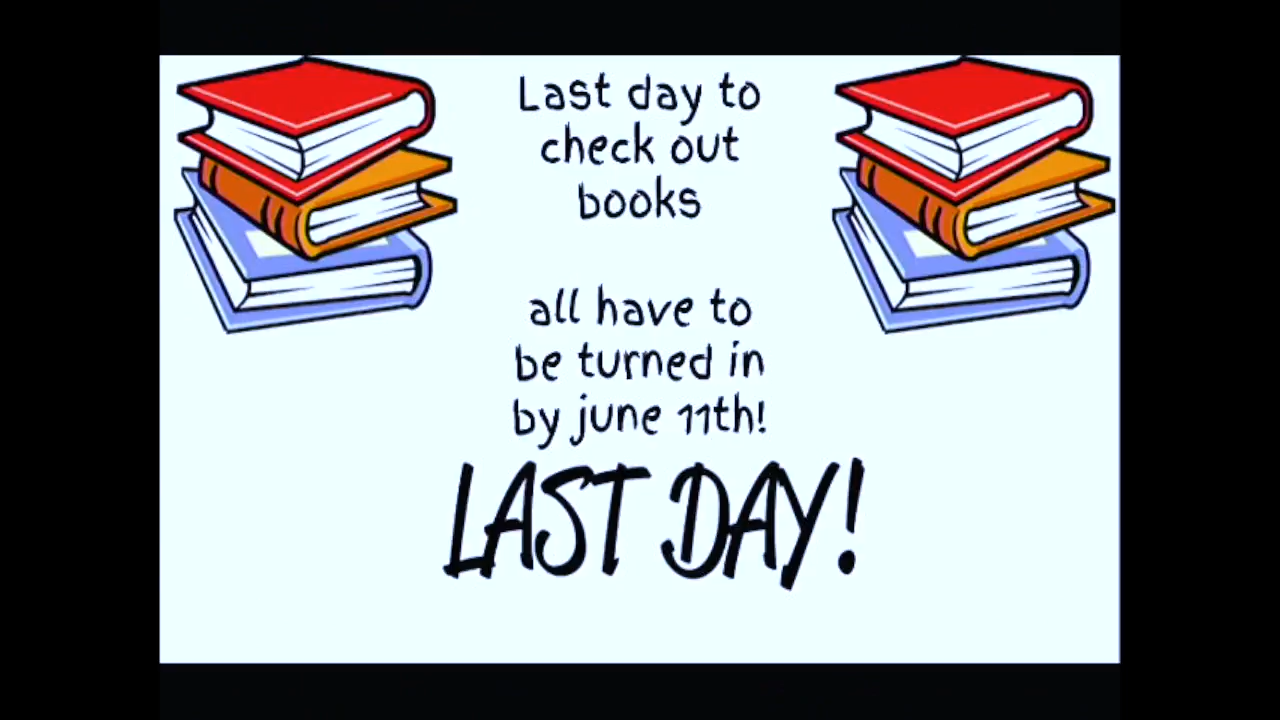 Last day to
check out
books
all have to
be turned in
by june 11th!
LAST DAY!